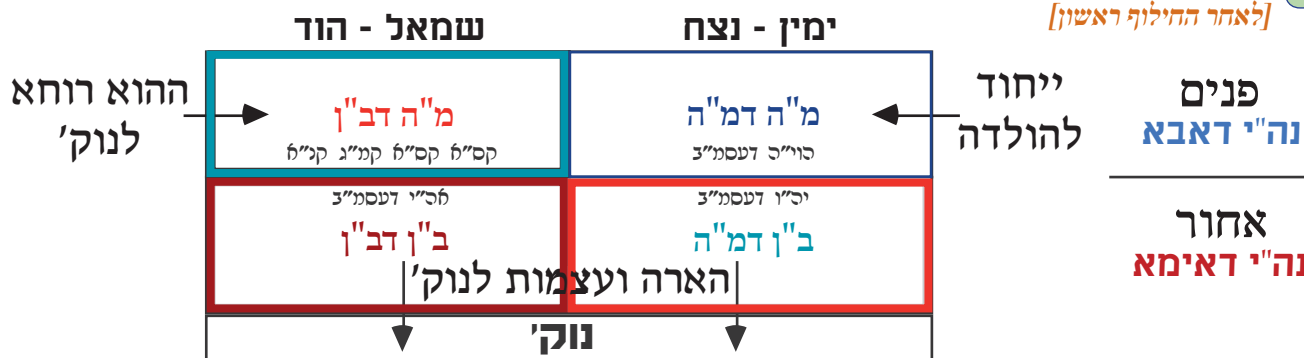 [לאחר החילוף ראשון]
ימין - נצח
שמאל - הוד
פנים
נה"י דאבא
ייחוד
להולדה
מ"ה דמ"ה
הוי"ה דעסמ"ב
מ"ה דב"ן
קס"א קס"א קמ"ג קנ"א
ההוא רוחא
לנוק'
אחור
נה"י דאימא
יה"ו דעסמ"ב
ב"ן דמ"ה
אה"י דעסמ"ב
ב"ן דב"ן
הארה ועצמות לנוק'
נוק'